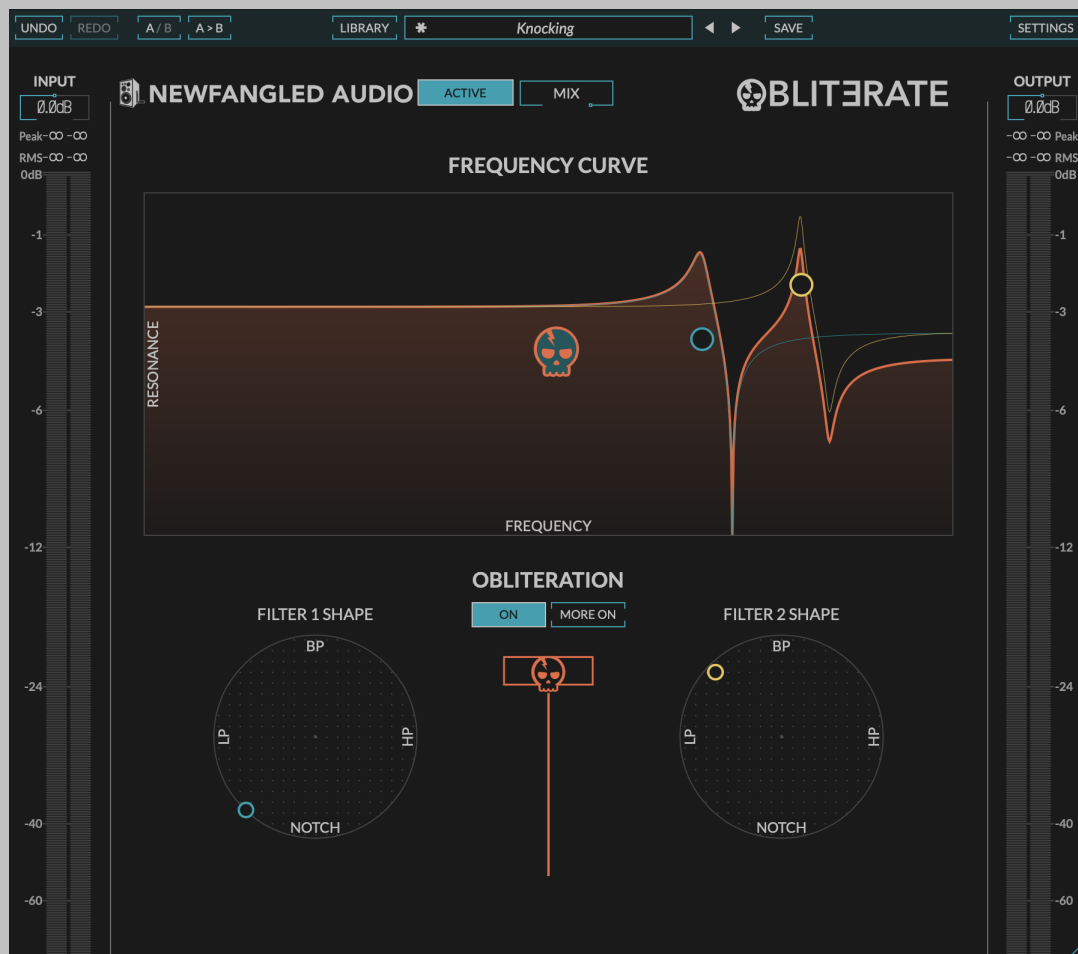 UNDO REDO A / B A > B LIBRARY * Knocking SAVE SETTINGS
INPUT
0.0dB
Peak -∞ -∞
RMS -∞ -∞
0dB
-1
-3
-6
-12
-24
-40
-60
NEWFANGLED AUDIO ACTIVE MIX OBLITƎRATE
FREQUENCY CURVE
RESONANCE
FREQUENCY
OBLITERATION
ON MORE ON
FILTER 1 SHAPE
BP
LP HP
NOTCH
FILTER 2 SHAPE
BP
LP HP
NOTCH
OUTPUT
0.0dB
-∞ -∞ Peak
-∞ -∞ RMS
0dB
-1
-3
-6
-12
-24
-40
-60